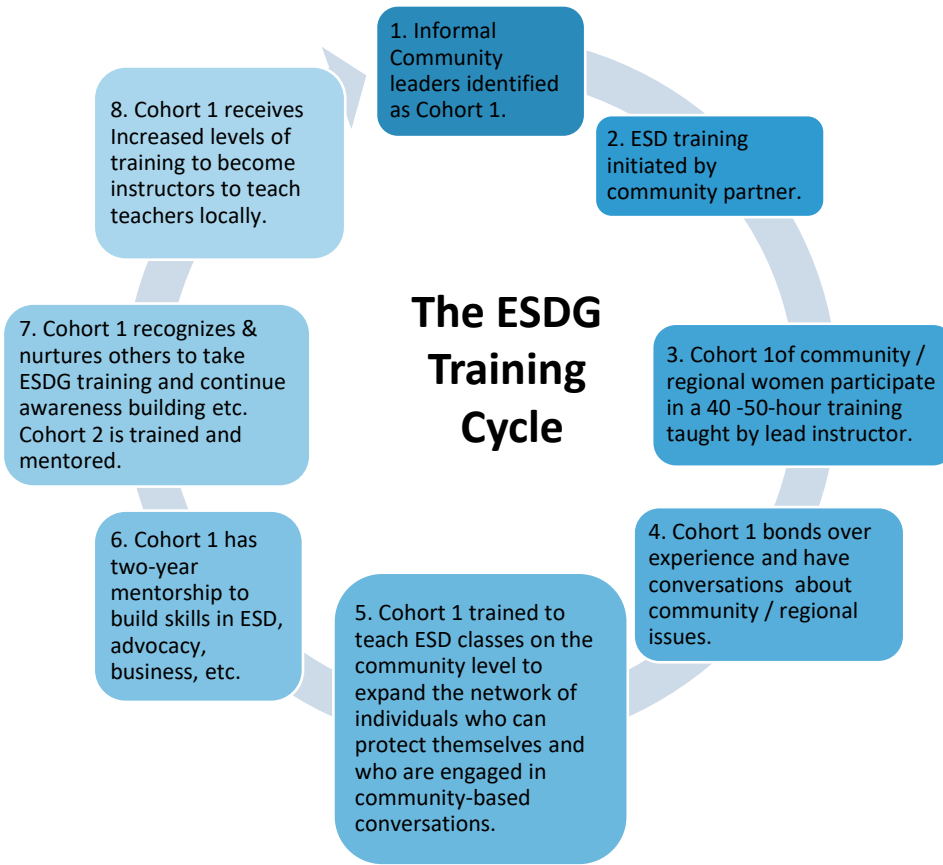 1. Informal
Community
leaders identified
as Cohort 1.
2. ESD training
initiated by
community partner.
3. Cohort 1of community /
regional women participate
in a 40 -50-hour training
taught by lead instructor.
4. Cohort 1 bonds over
experience and have
conversations  about
community / regional
issues.
5. Cohort 1 trained to
teach ESD classes on the
community level to
expand the network of
individuals who can
protect themselves and
who are engaged in
community-based
conversations.
6. Cohort 1 has
two-year
mentorship to
build skills in ESD,
advocacy,
business, etc.
7. Cohort 1 recognizes &
nurtures others to take
ESDG training and continue
awareness building etc.
Cohort 2 is trained and
mentored.
8. Cohort 1 receives
Increased levels of
training to become
instructors to teach
teachers locally.
The ESDG
Training
Cycle